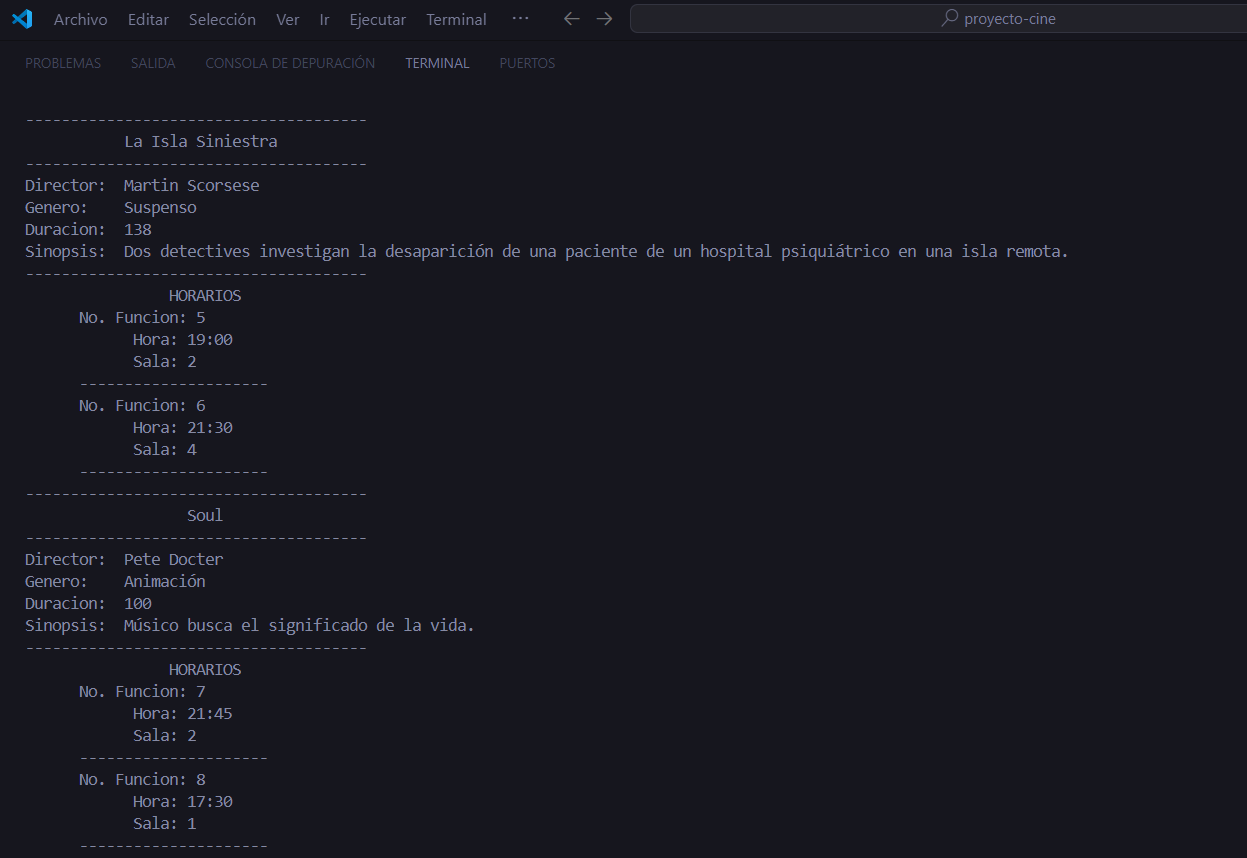 Archivo Editar Selección Ver Ir Ejecutar Terminal ··· proyecto-cine
PROBLEMAS SALIDA CONSOLA DE DEPURACIÓN TERMINAL PUERTOS
--------------------------------------
La Isla Siniestra
--------------------------------------
Director: Martin Scorsese
Genero: Suspenso
Duracion: 138
Sinopsis: Dos detectives investigan la desaparición de una paciente de un hospital psiquiátrico en una isla remota.
--------------------------------------
HORARIOS
No. Funcion: 5
Hora: 19:00
Sala: 2
---------------------
No. Funcion: 6
Hora: 21:30
Sala: 4
---------------------
--------------------------------------
Soul
--------------------------------------
Director: Pete Docter
Genero: Animación
Duracion: 100
Sinopsis: Músico busca el significado de la vida.
--------------------------------------
HORARIOS
No. Funcion: 7
Hora: 21:45
Sala: 2
---------------------
No. Funcion: 8
Hora: 17:30
Sala: 1
---------------------